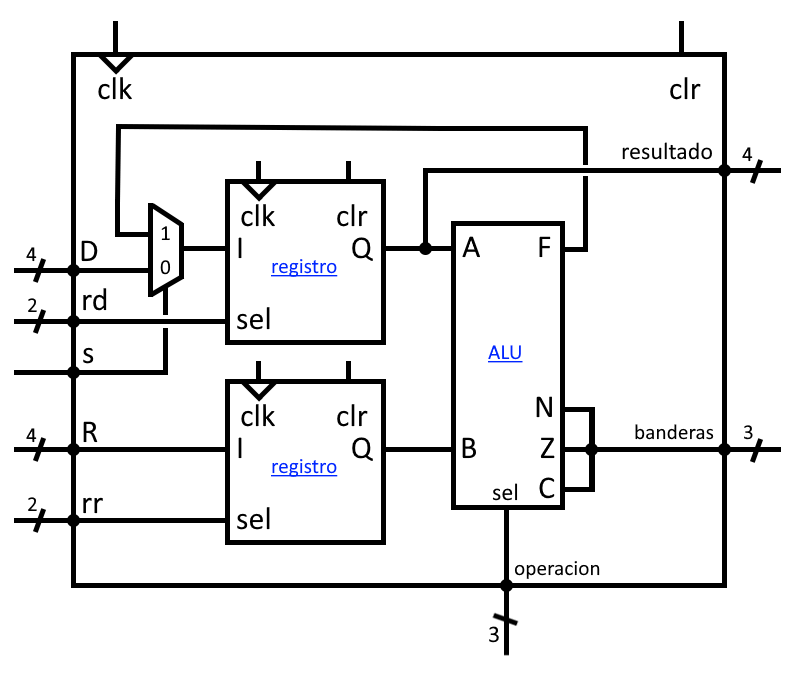 clk
clr
resultado
4
clk
clr
1
I
Q
registro
A
F
4
D
0
2
rd
sel
s
ALU
clk
clr
N
banderas
3
4
R
I
Q
registro
B
Z
C
2
rr
sel
sel
operacion
3